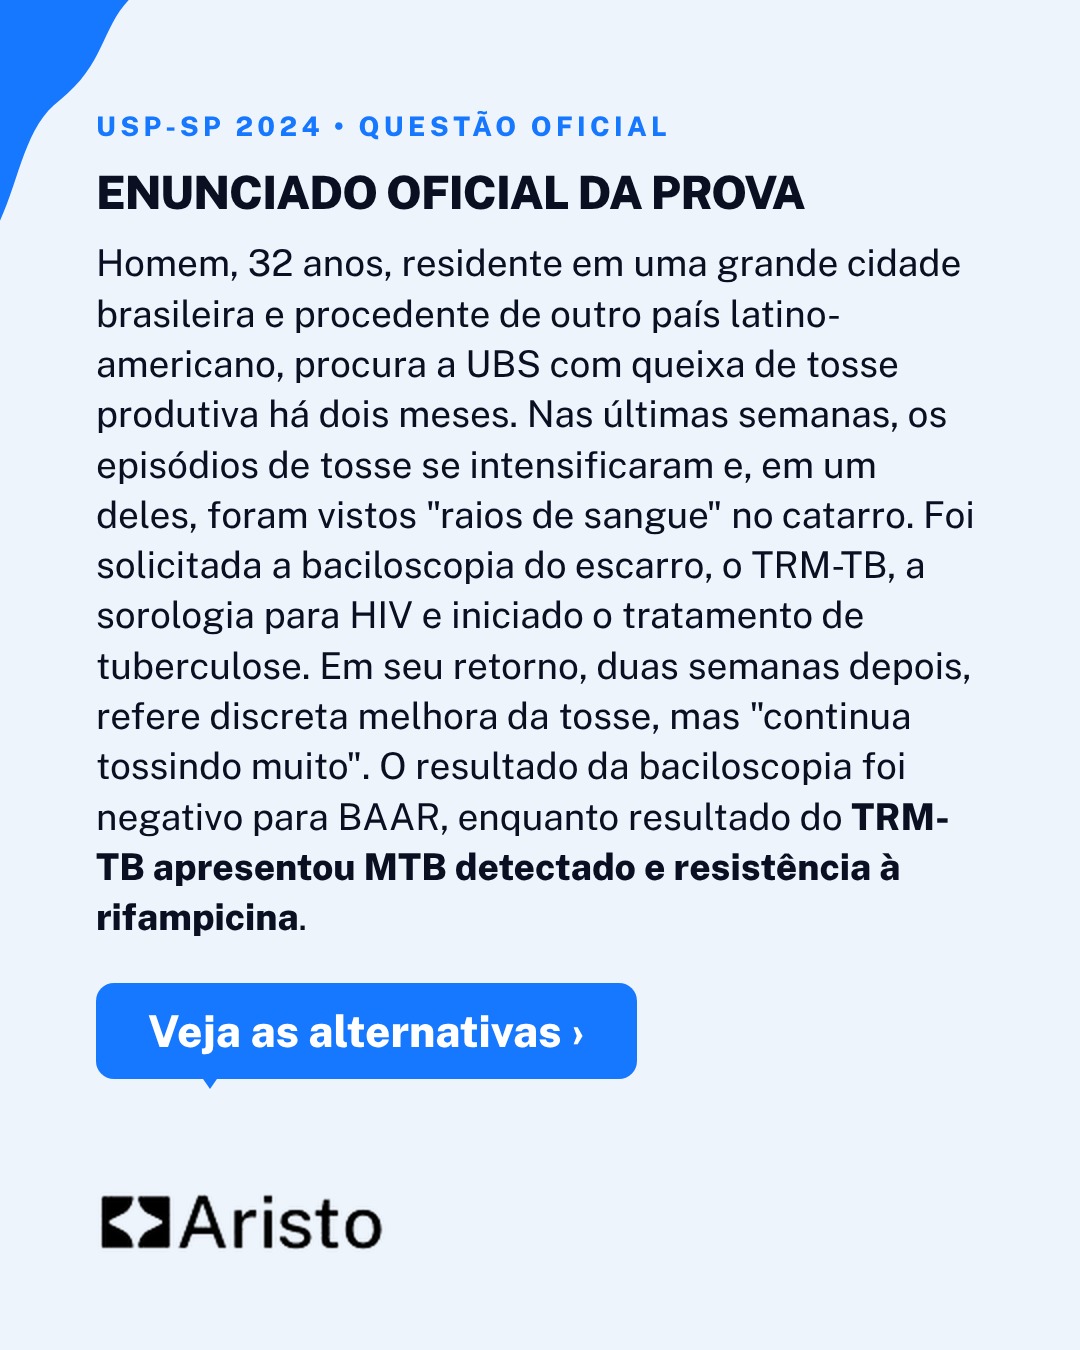 USP-SP 2024 • QUESTÃO OFICIAL
ENUNCIADO OFICIAL DA PROVA
Homem, 32 anos, residente em uma grande cidade
brasileira e procedente de outro país latino-
americano, procura a UBS com queixa de tosse
produtiva há dois meses. Nas últimas semanas, os
episódios de tosse se intensificaram e, em um
deles, foram vistos "raios de sangue" no catarro. Foi
solicitada a baciloscopia do escarro, o TRM-TB, a
sorologia para HIV e iniciado o tratamento de
tuberculose. Em seu retorno, duas semanas depois,
refere discreta melhora da tosse, mas "continua
tossindo muito". O resultado da baciloscopia foi
negativo para BAAR, enquanto resultado do TRM-
TB apresentou MTB detectado e resistência à
rifampicina.
Veja as alternativas ›
Aristo